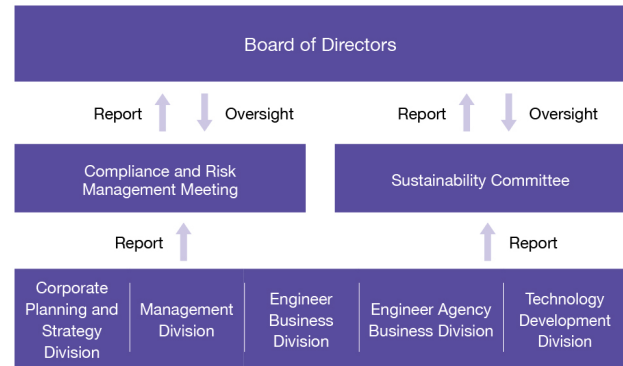 Board of Directors
Report
Oversight
Report
Oversight
Compliance and Risk
Management Meeting
Sustainability Committee
Report
Report
Corporate
Planning and
Strategy
Division
Management
Division
Engineer
Business
Division
Engineer Agency
Business Division
Technology
Development
Division